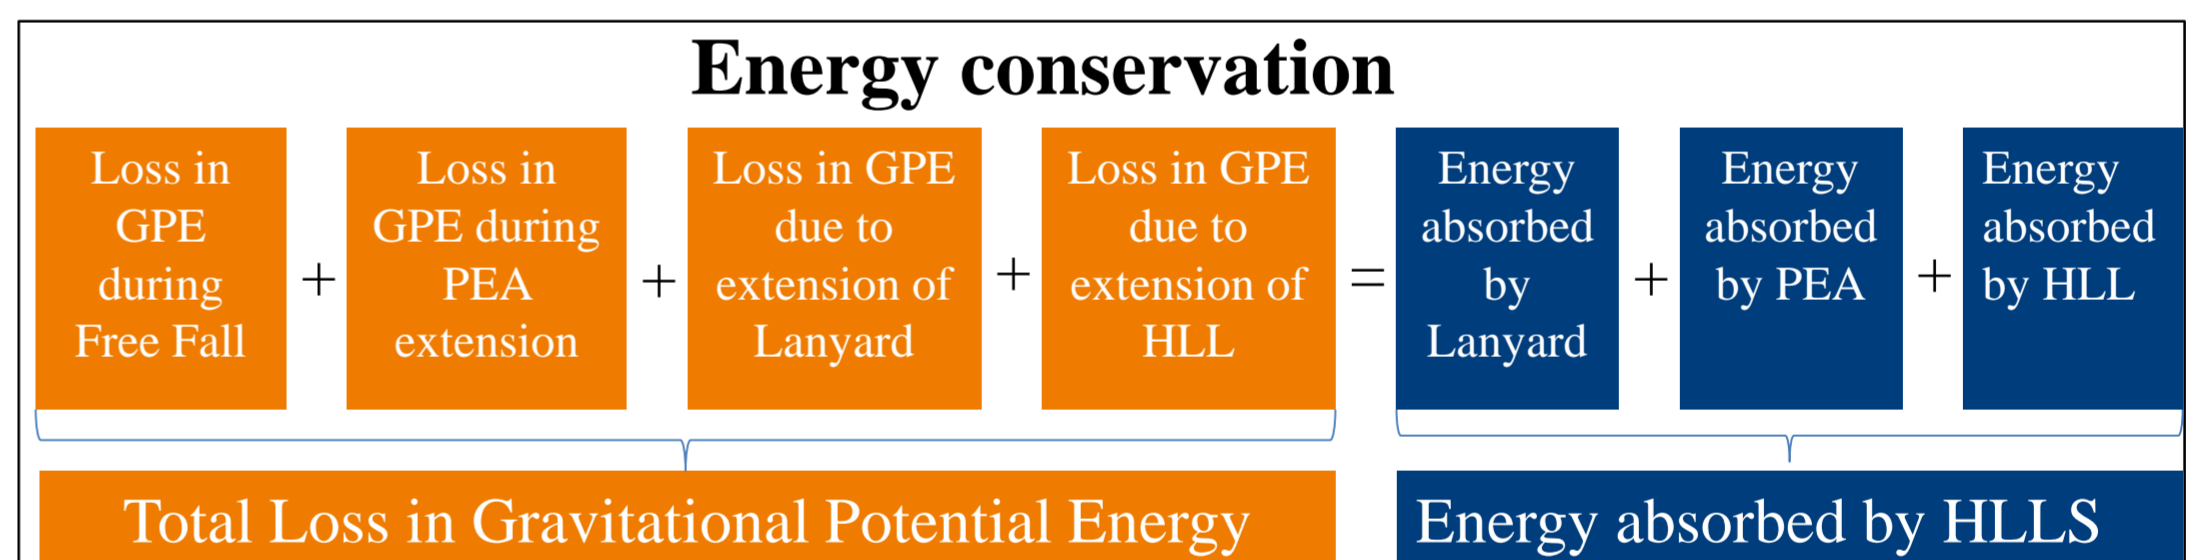 Energy conservation
Loss in
GPE
during
Free Fall
+
Loss in
GPE during
PEA
extension
+
Loss in GPE
due to
extension of
Lanyard
+
Loss in GPE
due to
extension of
HLL
=
Energy
absorbed
by
Lanyard
+
Energy
absorbed
by PEA
+
Energy
absorbed
by HLL
Total Loss in Gravitational Potential Energy
Energy absorbed by HLLS